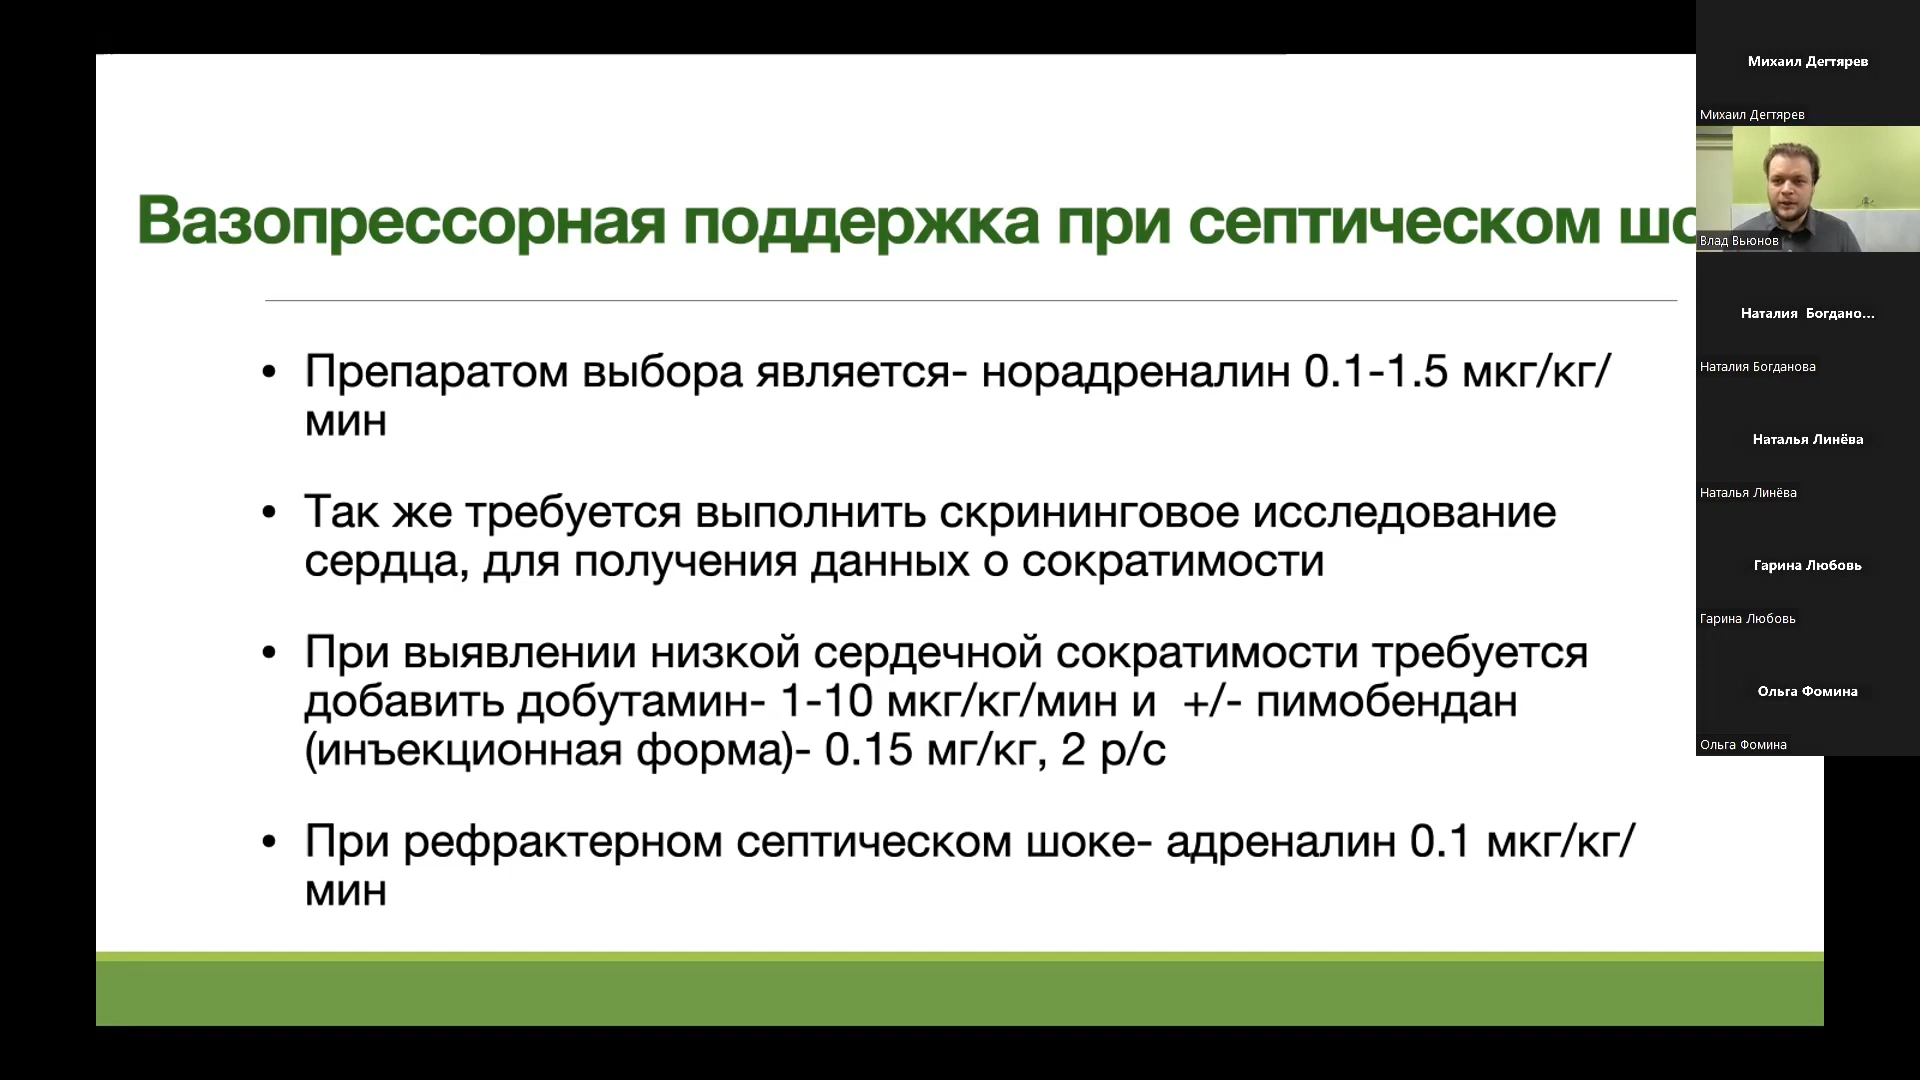 Вазопрессорная поддержка при септическом шо
Препаратом выбора является- норадреналин 0.1-1.5 мкг/кг/
мин
Так же требуется выполнить скрининговое исследование
сердца, для получения данных о сократимости
При выявлении низкой сердечной сократимости требуется
добавить добутамин- 1-10 мкг/кг/мин и +/- пимобендан
(инъекционная форма)- 0.15 мг/кг, 2 р/с
При рефрактерном септическом шоке- адреналин 0.1 мкг/кг/
мин
Михаил Дегтярев
Михаил Дегтярев
Влад Вьюнов
Наталия Богдано...
Наталия Богданова
Наталья Линёва
Наталья Линёва
Гарина Любовь
Гарина Любовь
Ольга Фомина
Ольга Фомина